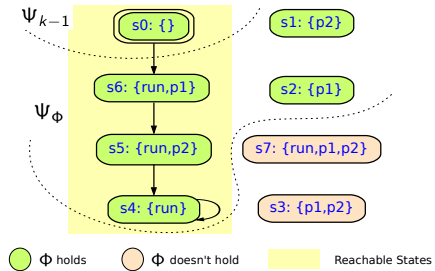 Ψk−1
s0: {}
s1: {p2}
s6: {run,p1}
s2: {p1}
ΨΦ
s5: {run,p2}
s7: {run,p1,p2}
s4: {run}
s3: {p1,p2}
Φ holds
Φ doesn't hold
Reachable States